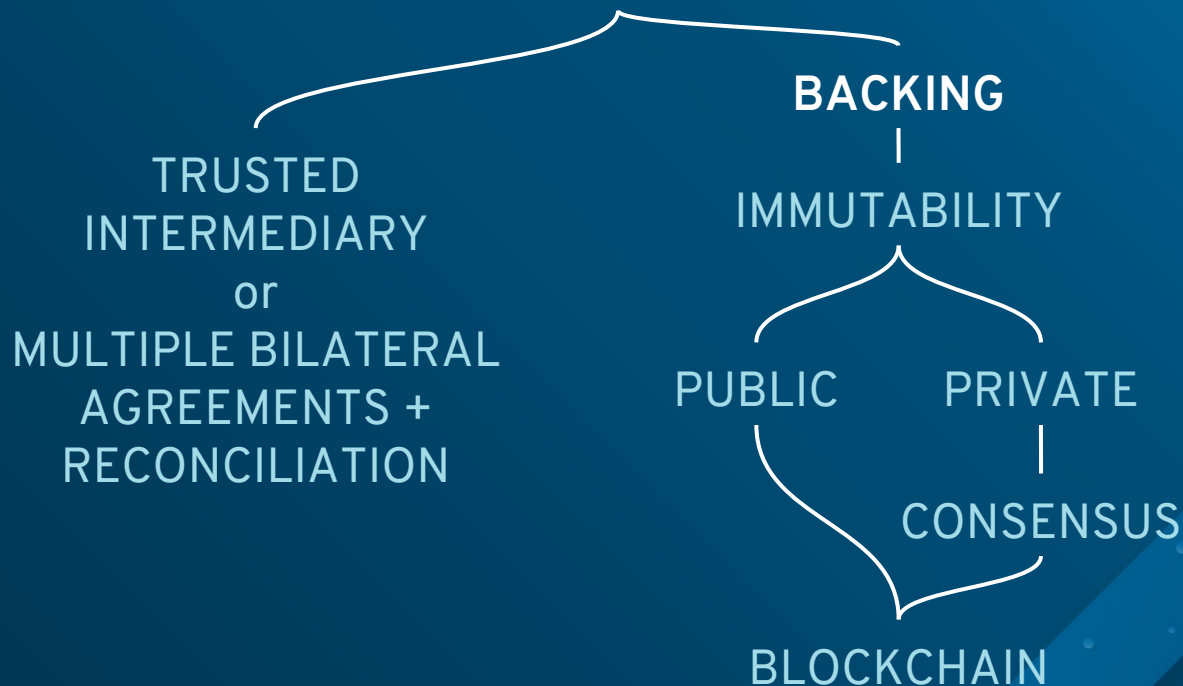 BACKING
TRUSTED
INTERMEDIARY
or
MULTIPLE BILATERAL
AGREEMENTS +
RECONCILIATION
IMMUTABILITY
PUBLIC
PRIVATE
CONSENSUS
BLOCKCHAIN